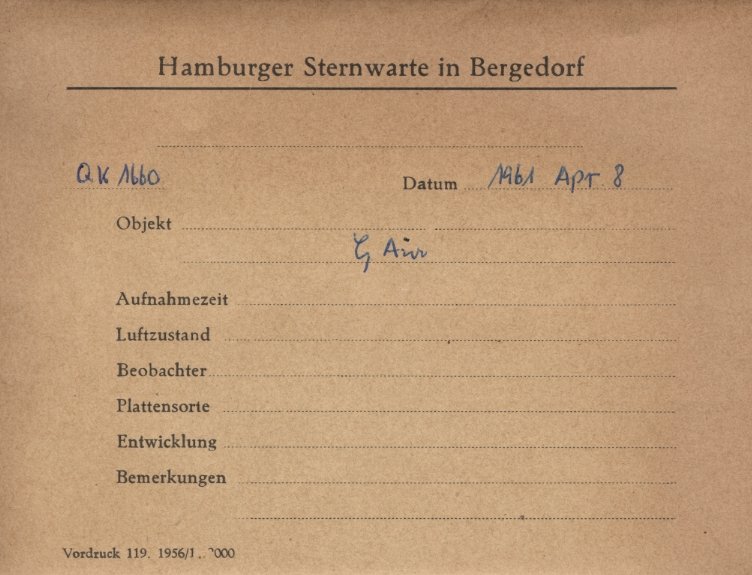 Hamburger Sternwarte in Bergedorf
QK 1660 Datum 1961 Apr. 8
Objekt
ζ Aur
Aufnahmezeit
Luftzustand
Beobachter
Plattensorte
Entwicklung
Bemerkungen
Vordruck 119. 1956/1.